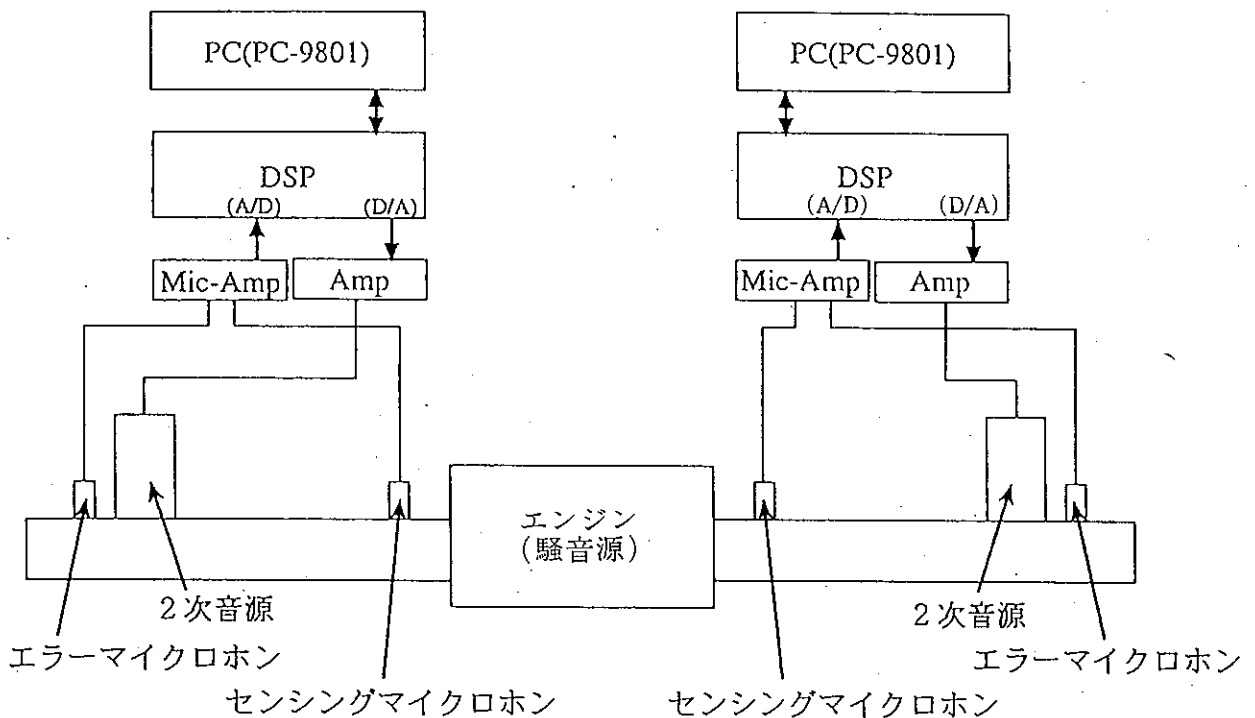 PC(PC-9801)
PC(PC-9801)
DSP
(A/D)
(D/A)
DSP
(A/D)
(D/A)
Mic-Amp
Amp
Mic-Amp
Amp
エンジン
(騒音源)
2次音源
2次音源
エラーマイクロホン
エラーマイクロホン
センシングマイクロホン
センシングマイクロホン